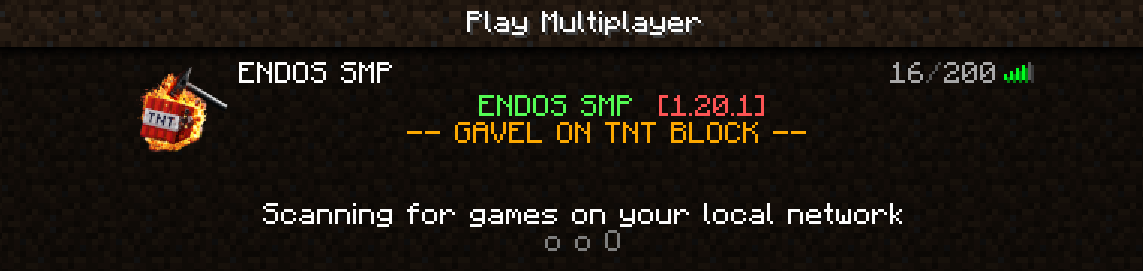 Play Multiplayer
ENDOS SMP 16/200
TNT
ENDOS SMP [1.20.1]
-- GAVEL ON TNT BLOCK --
Scanning for games on your local network
o o O